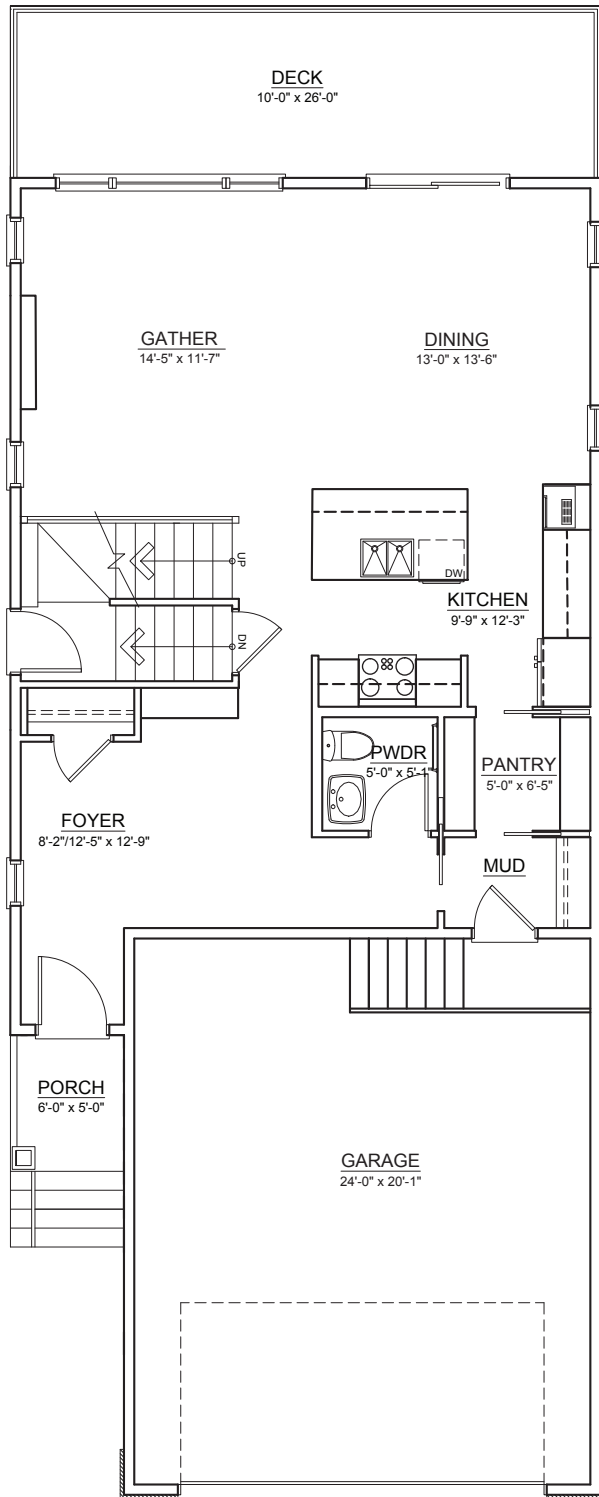 DECK
10'-0" x 26'-0"
GATHER
14'-5" x 11'-7"
DINING
13'-0" x 13'-6"
UP
DW
KITCHEN
9'-9" x 12'-3"
DN
PWDR
5'-0" x 5'-1"
PANTRY
5'-0" x 6'-5"
FOYER
8'-2"/12'-5" x 12'-9"
MUD
PORCH
6'-0" x 5'-0"
GARAGE
24'-0" x 20'-1"